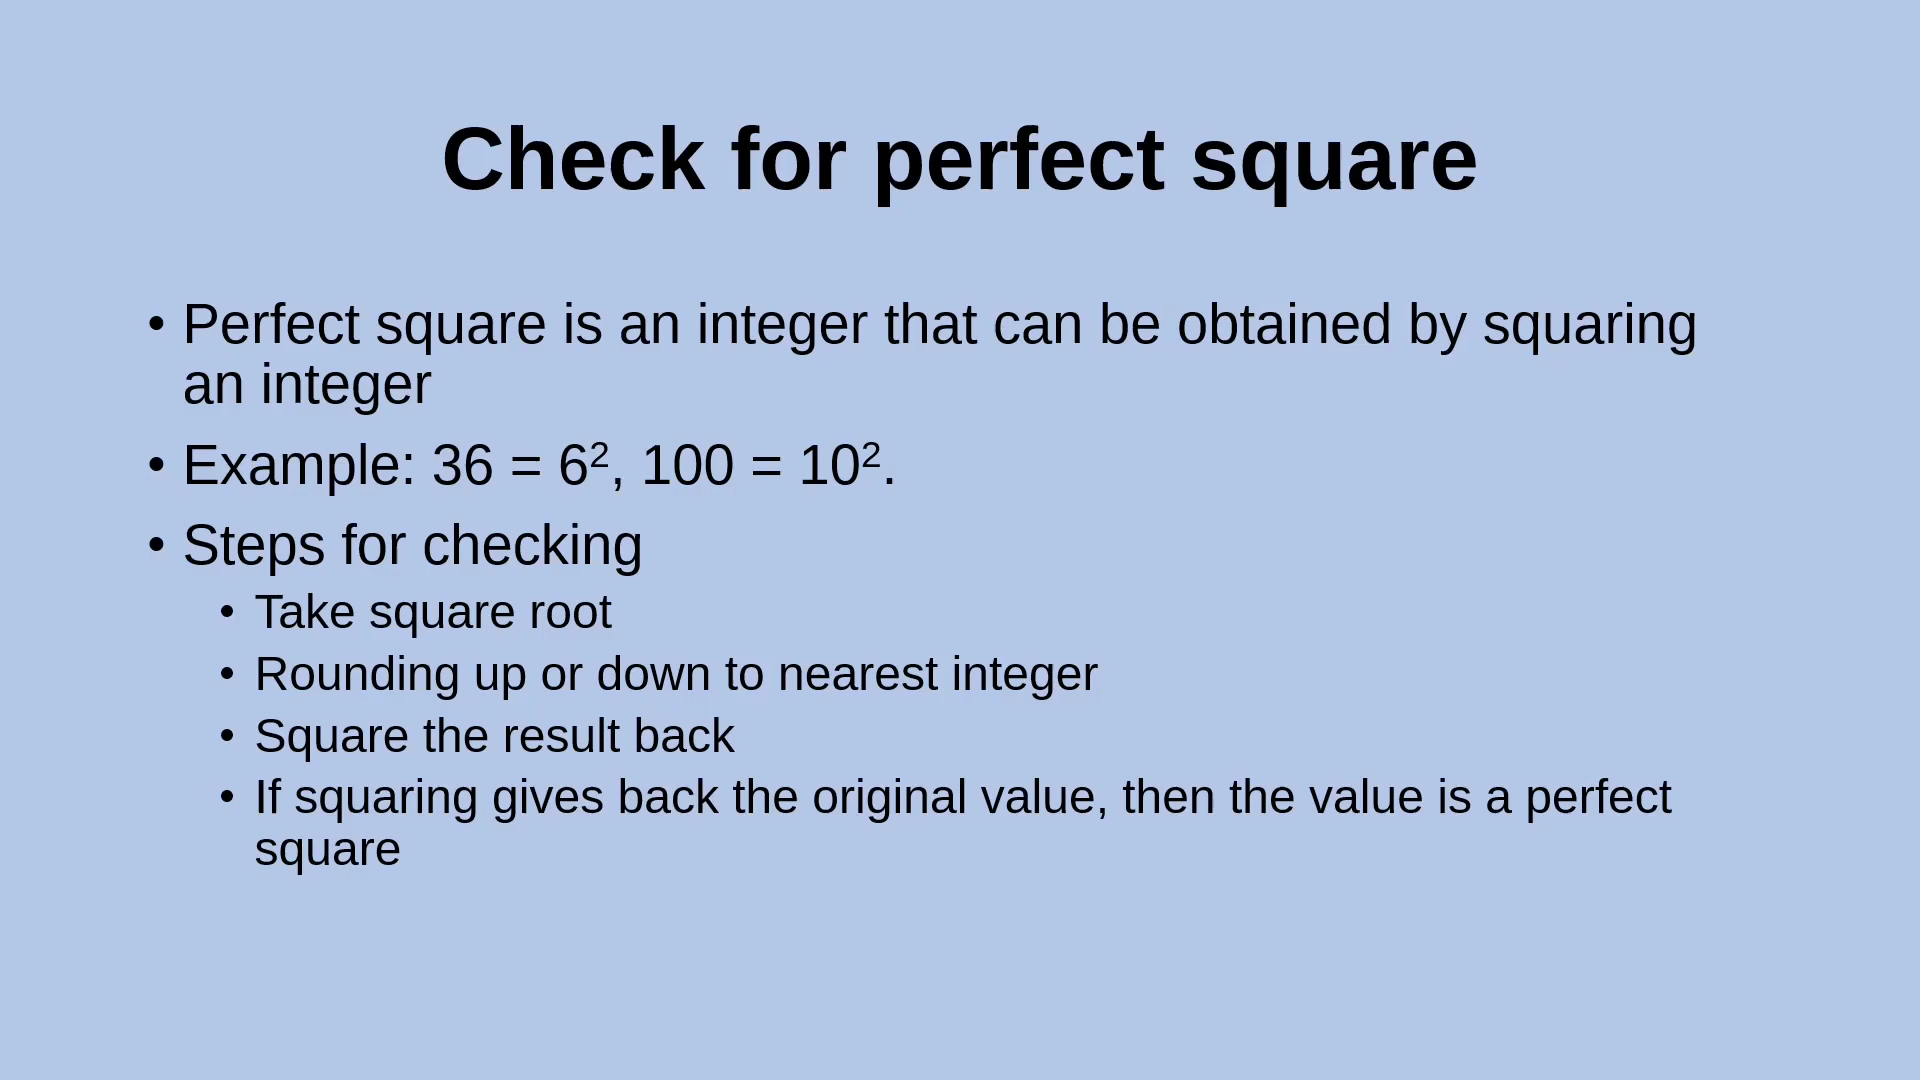 Check for perfect square
• Perfect square is an integer that can be obtained by squaring
an integer
• Example: 36 = 6², 100 = 10².
• Steps for checking
• Take square root
• Rounding up or down to nearest integer
• Square the result back
• If squaring gives back the original value, then the value is a perfect
square